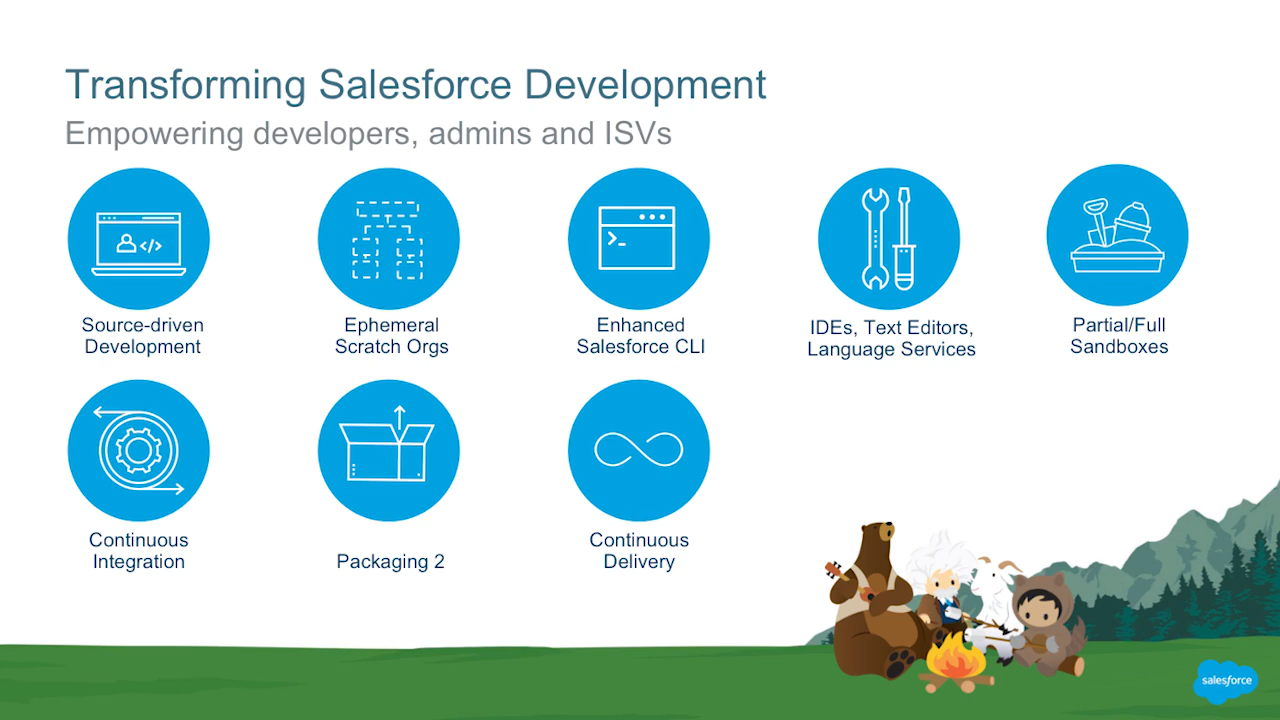 Transforming Salesforce Development
Empowering developers, admins and ISVs
Source-driven
Development
Ephemeral
Scratch Orgs
Enhanced
Salesforce CLI
IDEs, Text Editors,
Language Services
Partial/Full
Sandboxes
Continuous
Integration
Packaging 2
Continuous
Delivery
salesforce